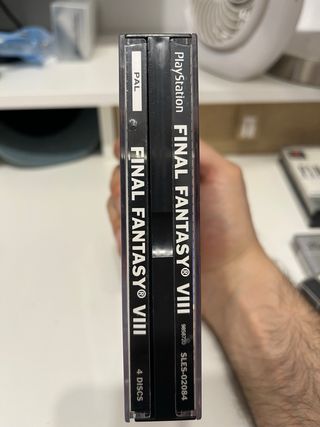 PlayStation
FINAL FANTASY® VIII
SLES-02084
PAL
FINAL FANTASY® VIII
4 DISCS